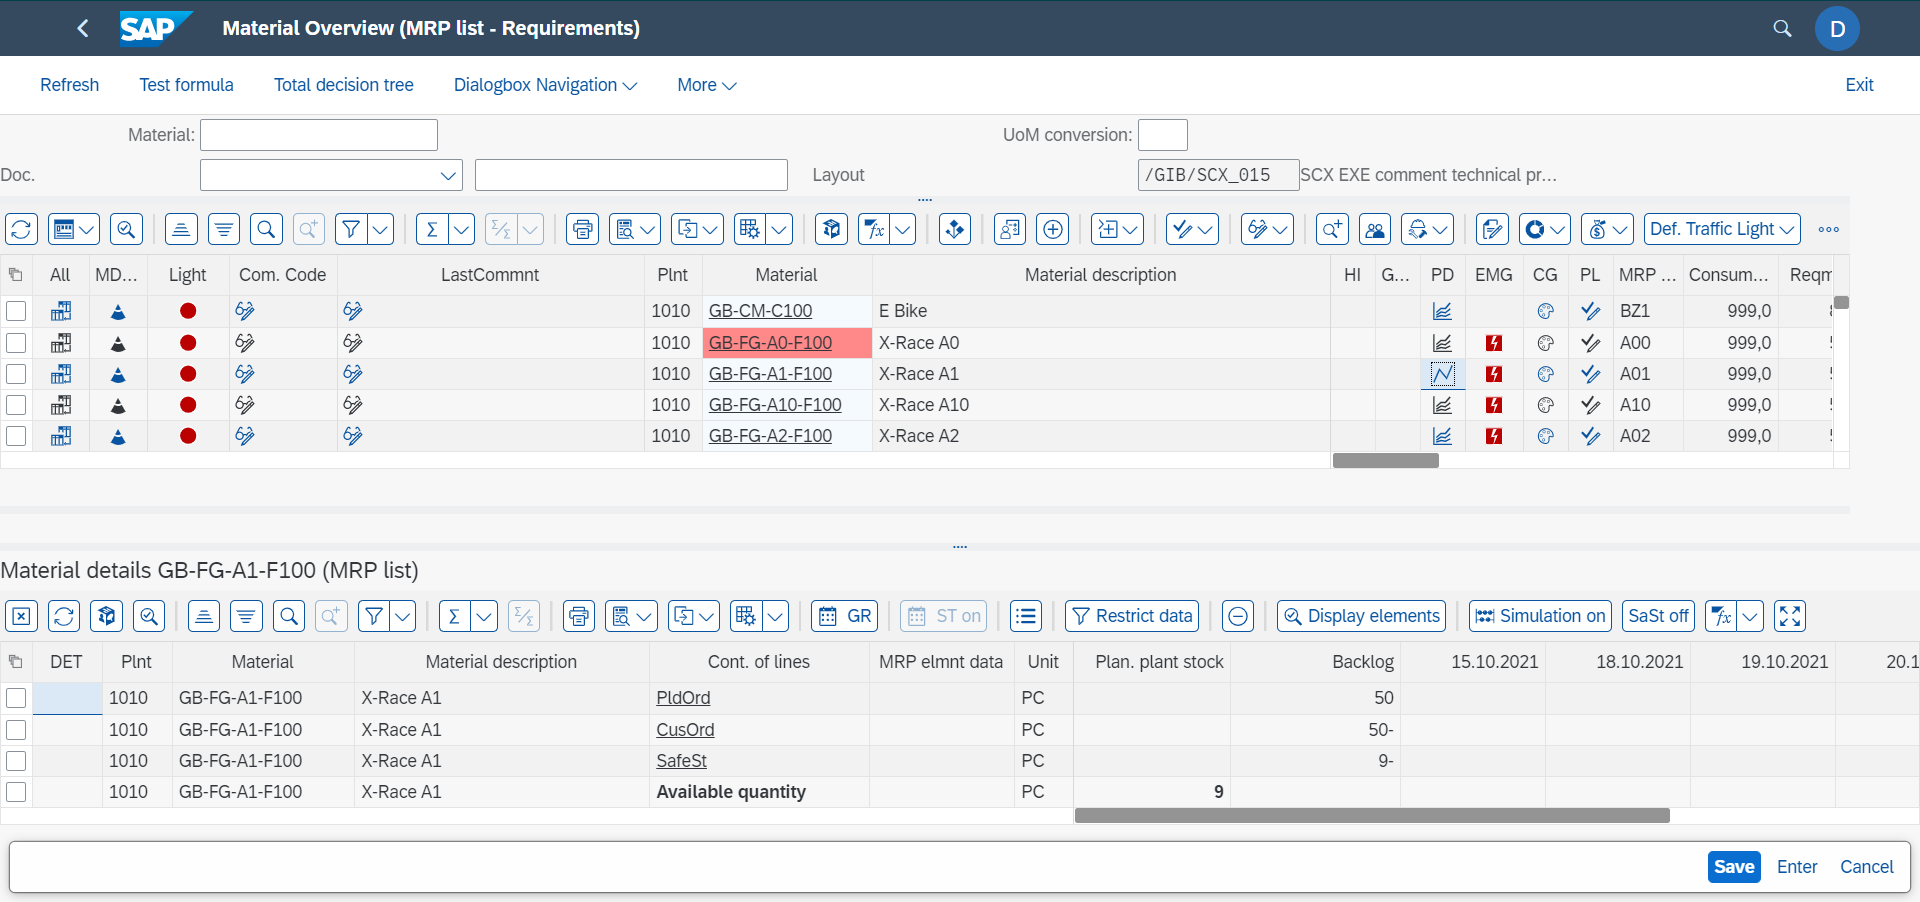 SAP Material Overview (MRP list - Requirements) D
Refresh Test formula Total decision tree Dialogbox Navigation More Exit
Material: UoM conversion:
Doc. Layout /GIB/SCX_015 SCX EXE comment technical pr...
Def. Traffic Light
All MD... Light Com. Code LastCommnt Plnt Material Material description HI G... PD EMG CG PL MRP ... Consum... Reqm
1010 GB-CM-C100 E Bike BZ1 999,0
1010 GB-FG-A0-F100 X-Race A0 A00 999,0
1010 GB-FG-A1-F100 X-Race A1 A01 999,0
1010 GB-FG-A10-F100 X-Race A10 A10 999,0
1010 GB-FG-A2-F100 X-Race A2 A02 999,0
Material details GB-FG-A1-F100 (MRP list)
GR ST on Restrict data Display elements Simulation on SaSt off
DET Plnt Material Material description Cont. of lines MRP elmnt data Unit Plan. plant stock Backlog 15.10.2021 18.10.2021 19.10.2021 20.1
1010 GB-FG-A1-F100 X-Race A1 PldOrd PC 50
1010 GB-FG-A1-F100 X-Race A1 CusOrd PC 50-
1010 GB-FG-A1-F100 X-Race A1 SafeSt PC 9-
1010 GB-FG-A1-F100 X-Race A1 Available quantity PC 9
Save Enter Cancel